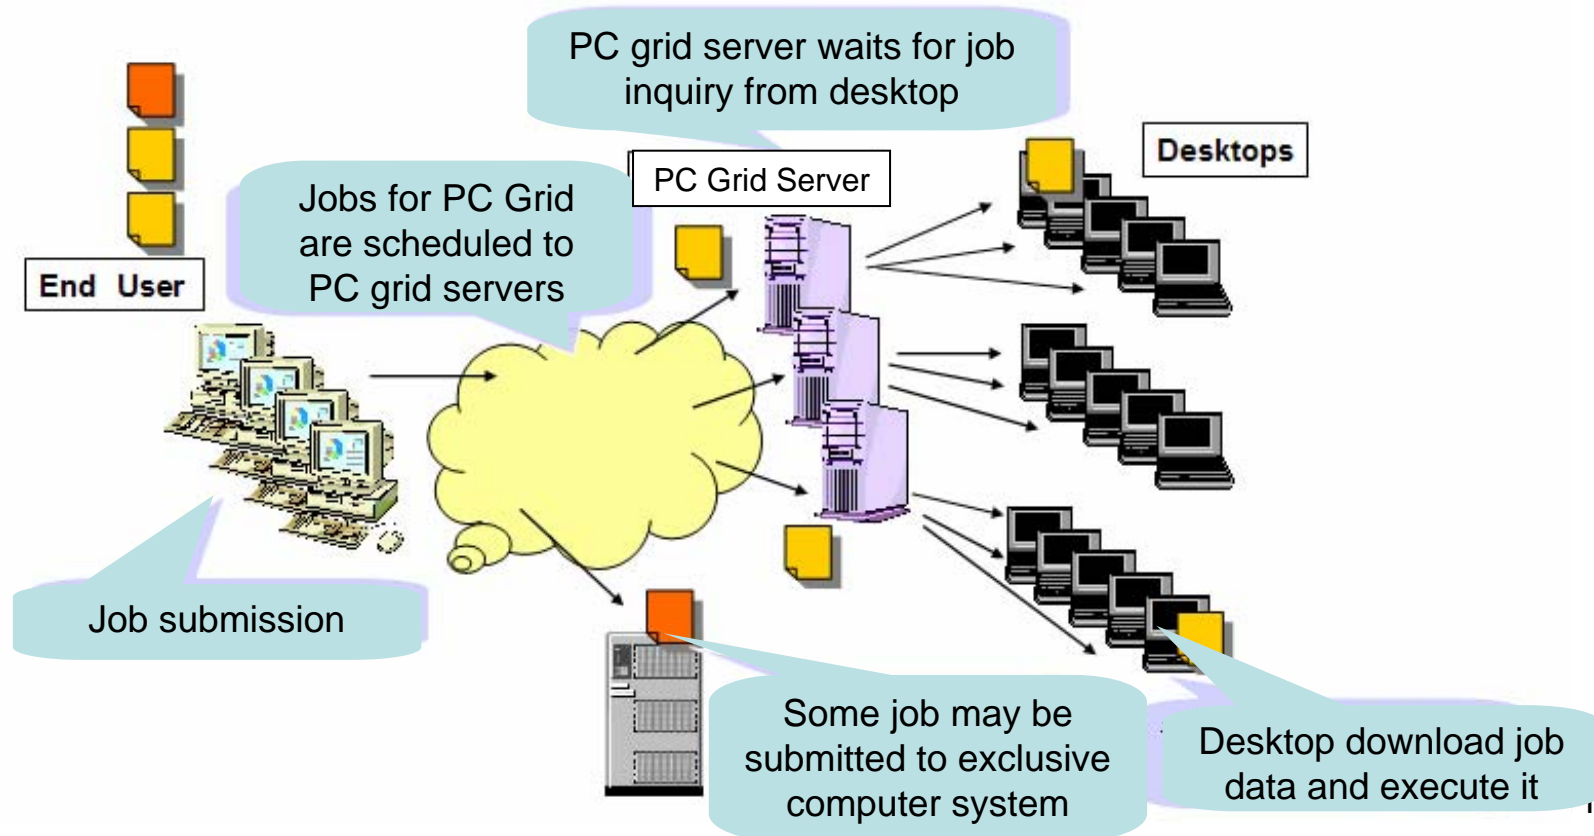 PC grid server waits for job
inquiry from desktop
Desktops
PC Grid Server
Jobs for PC Grid
are scheduled to
PC grid servers
End User
Job submission
Some job may be
submitted to exclusive
computer system
Desktop download job
data and execute it